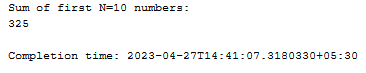 Sum of first N=10 numbers:
325
Completion time: 2023-04-27T14:41:07.3180330+05:30